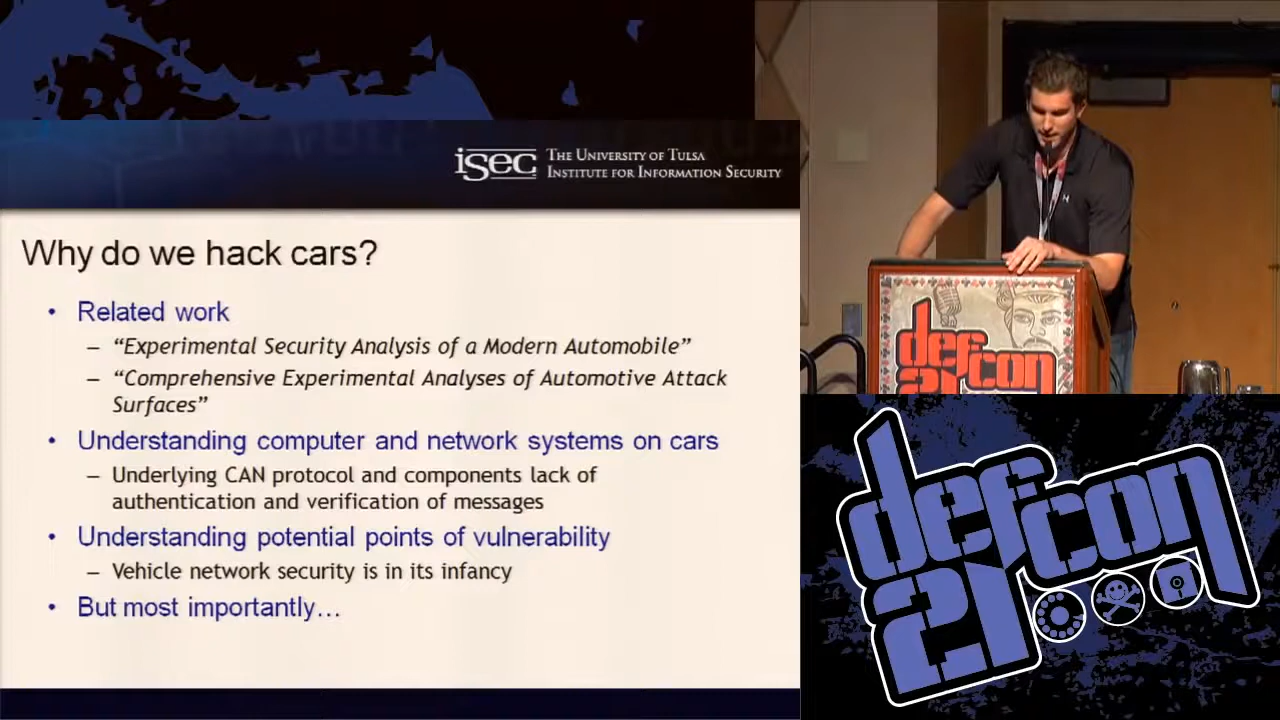 isec The University of Tulsa
Institute for Information Security
Why do we hack cars?
• Related work
– “Experimental Security Analysis of a Modern Automobile”
– “Comprehensive Experimental Analyses of Automotive Attack
Surfaces”
• Understanding computer and network systems on cars
– Underlying CAN protocol and components lack of
authentication and verification of messages
• Understanding potential points of vulnerability
– Vehicle network security is in its infancy
• But most importantly…
defcon
21
defcon
21